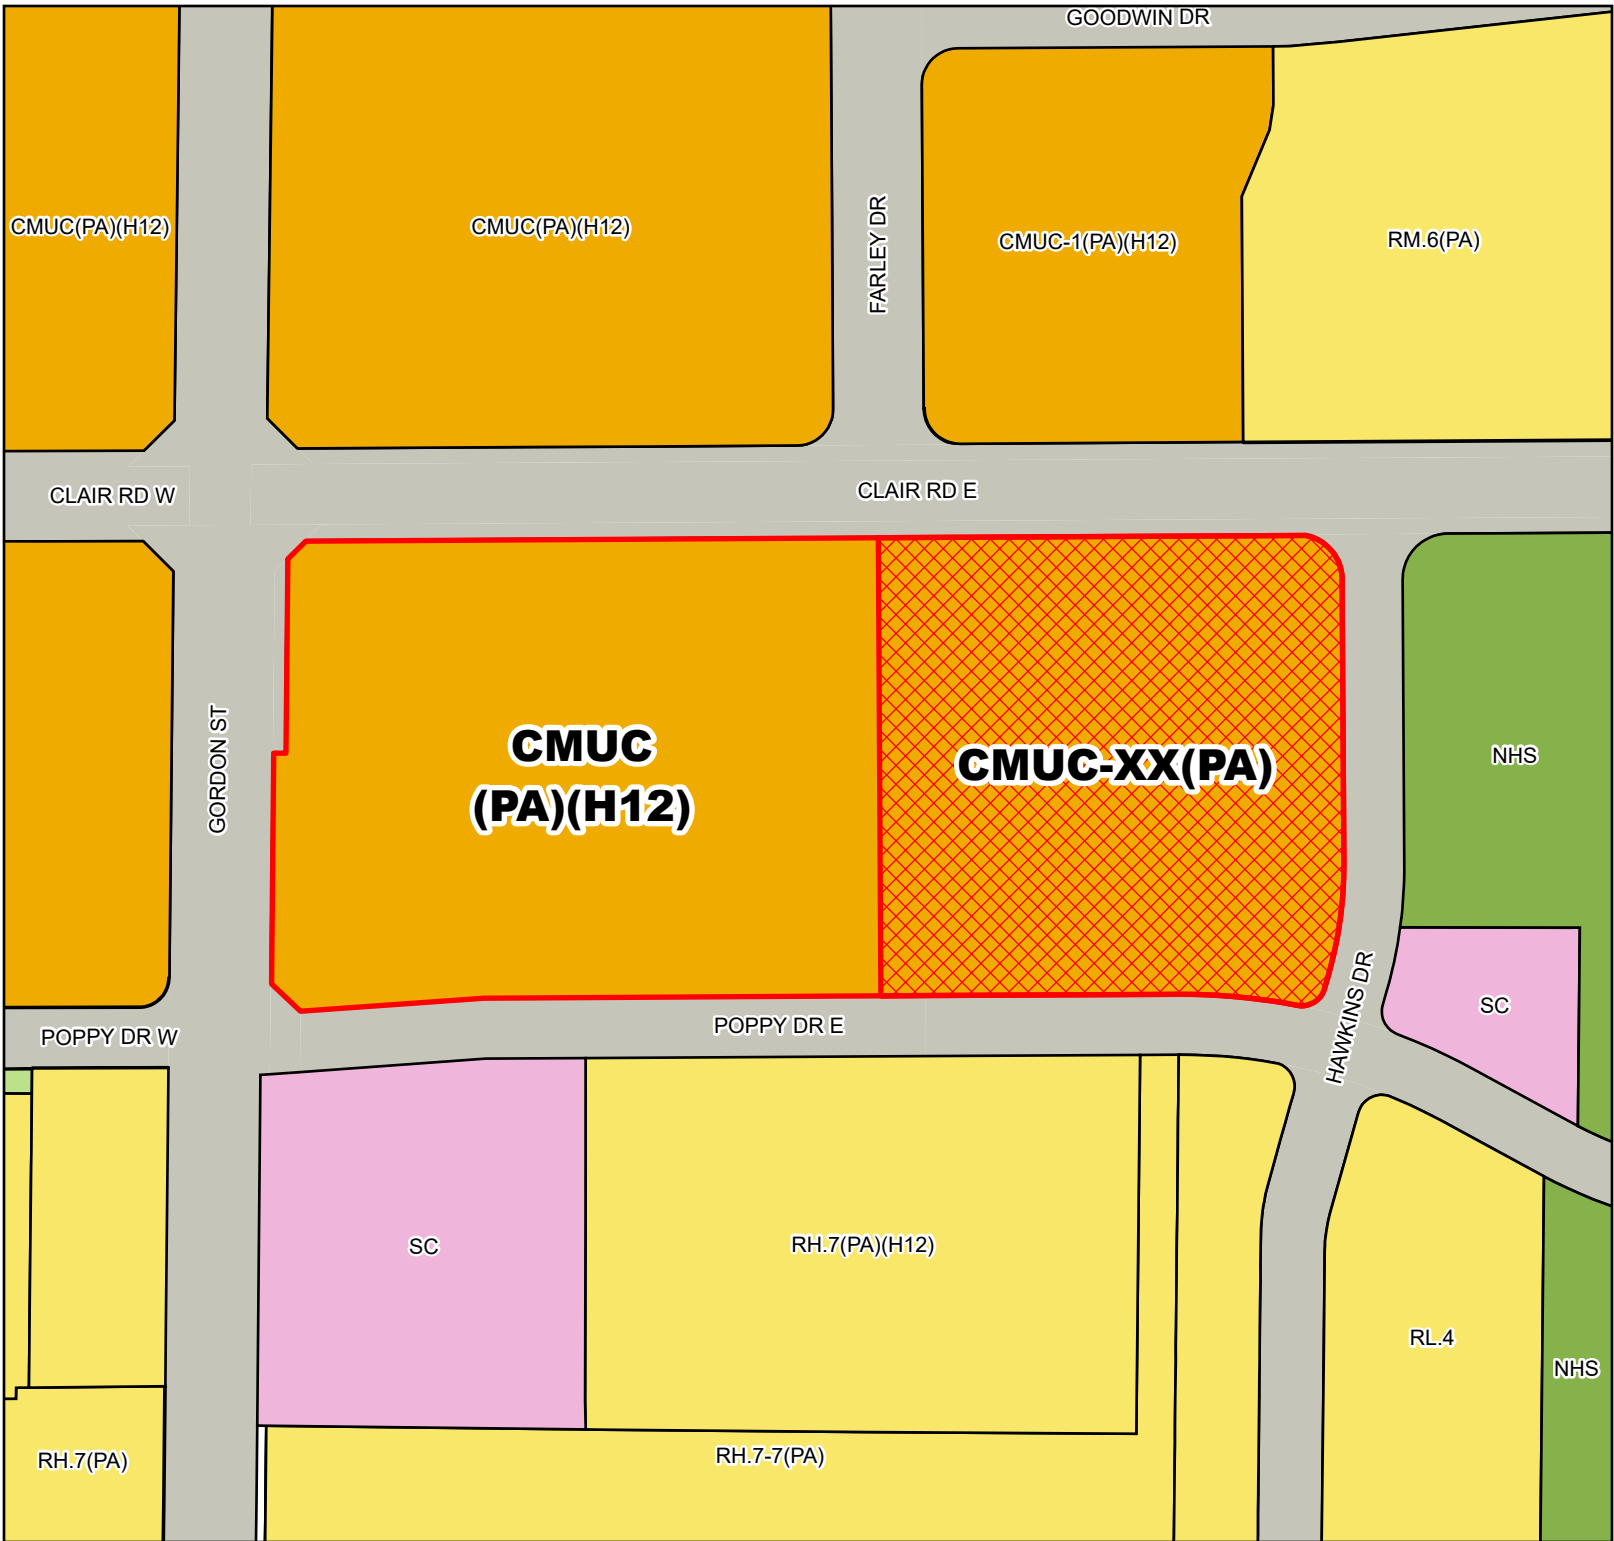 GOODWIN DR
CMUC(PA)(H12)
CMUC(PA)(H12)
FARLEY DR
CMUC-1(PA)(H12)
RM.6(PA)
CLAIR RD W
CLAIR RD E
GORDON ST
CMUC
(PA)(H12)
CMUC-XX(PA)
NHS
HAWKINS DR
SC
POPPY DR W
POPPY DR E
SC
RH.7(PA)(H12)
RL.4
NHS
RH.7(PA)
RH.7-7(PA)